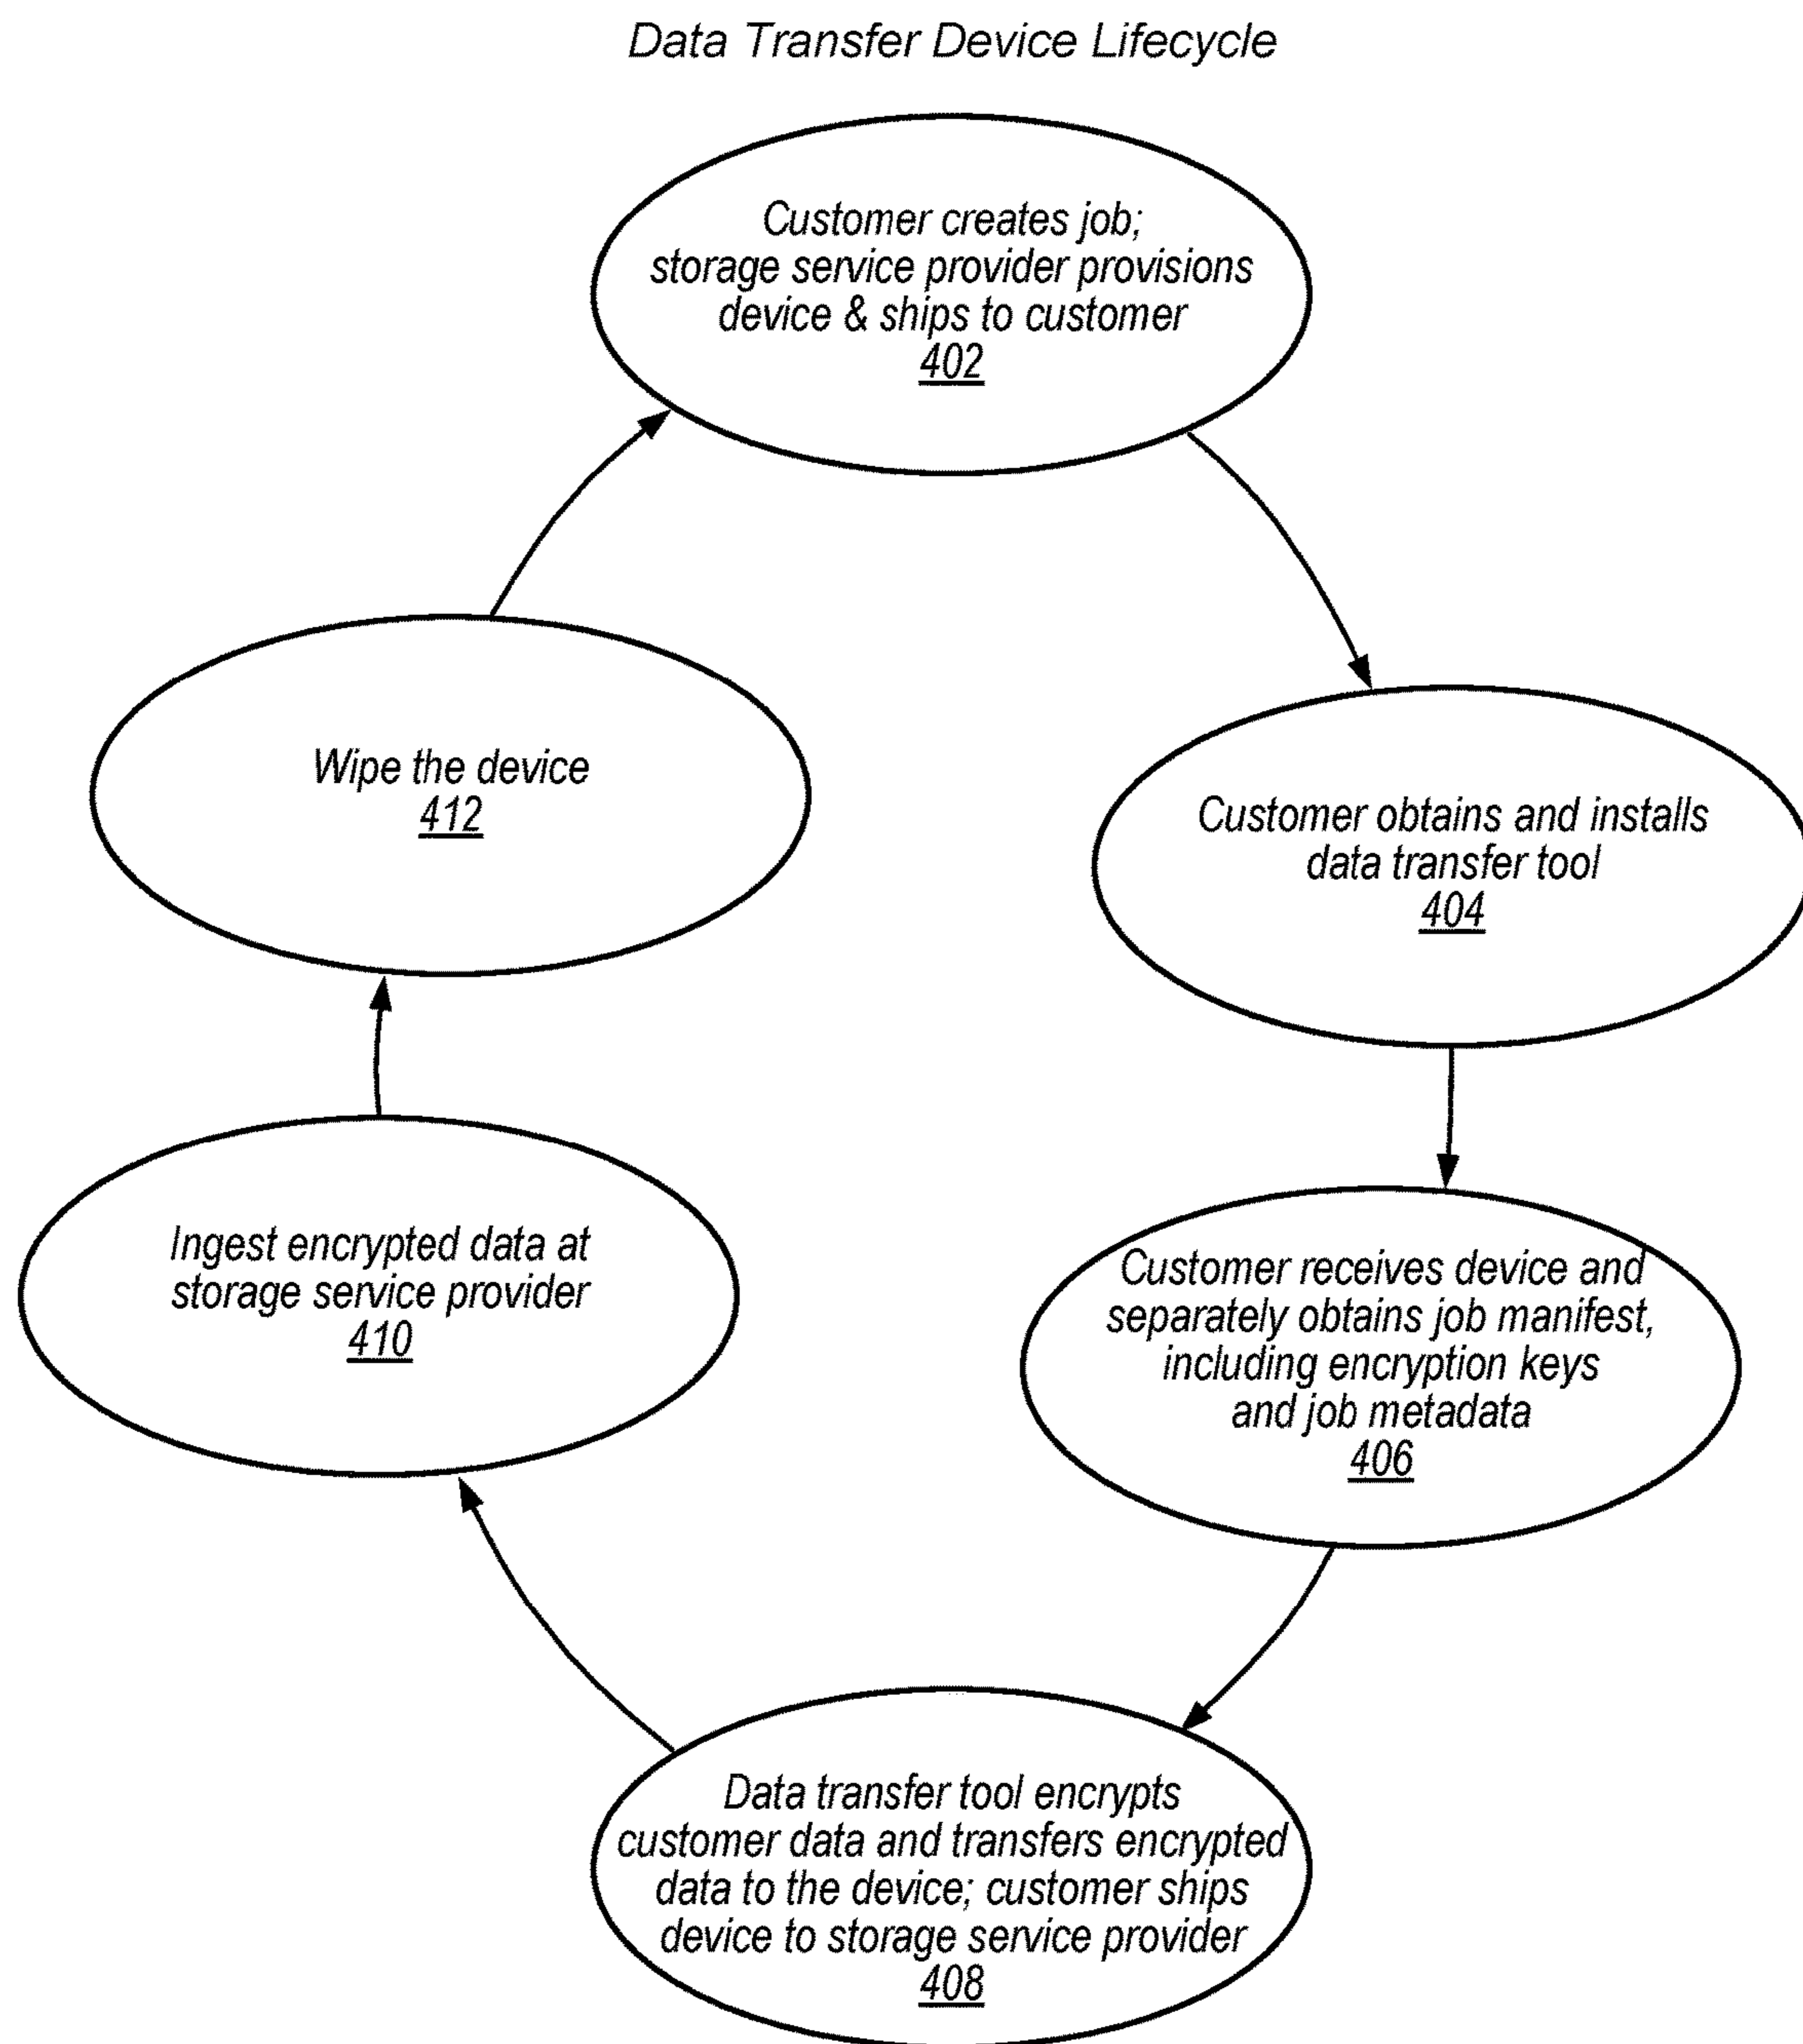 Data Transfer Device Lifecycle
Customer creates job;
storage service provider provisions
device & ships to customer
402
Customer obtains and installs
data transfer tool
404
Customer receives device and
separately obtains job manifest,
including encryption keys
and job metadata
406
Data transfer tool encrypts
customer data and transfers encrypted
data to the device; customer ships
device to storage service provider
408
Ingest encrypted data at
storage service provider
410
Wipe the device
412